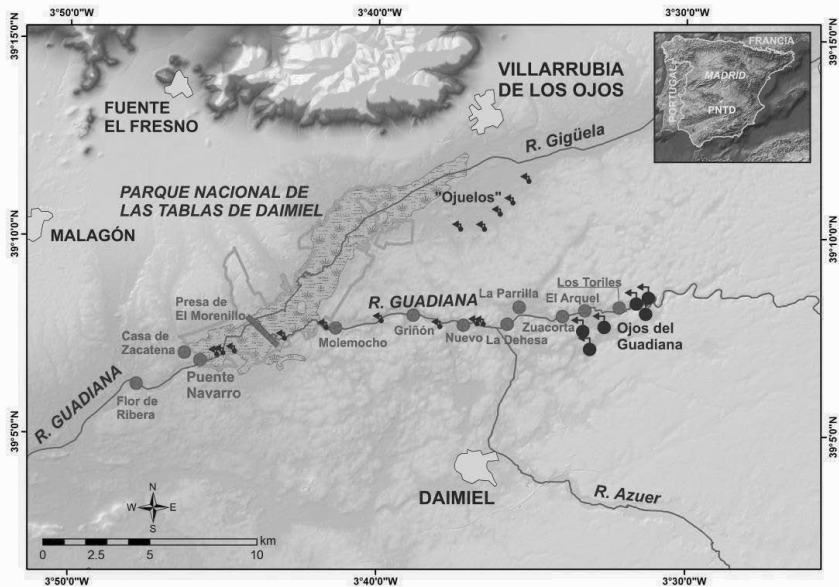 3°50'0"W
3°40'0"W
3°30'0"W
39°15'0"N
39°15'0"N
FRANCIA
PORTUGAL
MADRID
PNTD
VILLARRUBIA
DE LOS OJOS
FUENTE
EL FRESNO
R. Gigüela
PARQUE NACIONAL DE
LAS TABLAS DE DAIMIEL
"Ojuelos"
39°10'0"N
39°10'0"N
MALAGÓN
Presa de
El Morenillo
R. GUADIANA
La Parrilla
Los Toriles
El Arquel
Casa de
Zacatena
Molemocho
Griñón
Nuevo
La Dehesa
Zuacorta
Ojos del
Guadiana
Puente
Navarro
Flor de
Ribera
R. GUADIANA
39°5'0"N
39°5'0"N
DAIMIEL
R. Azuer
N
W
E
S
km
0
2.5
5
10
3°50'0"W
3°40'0"W
3°30'0"W